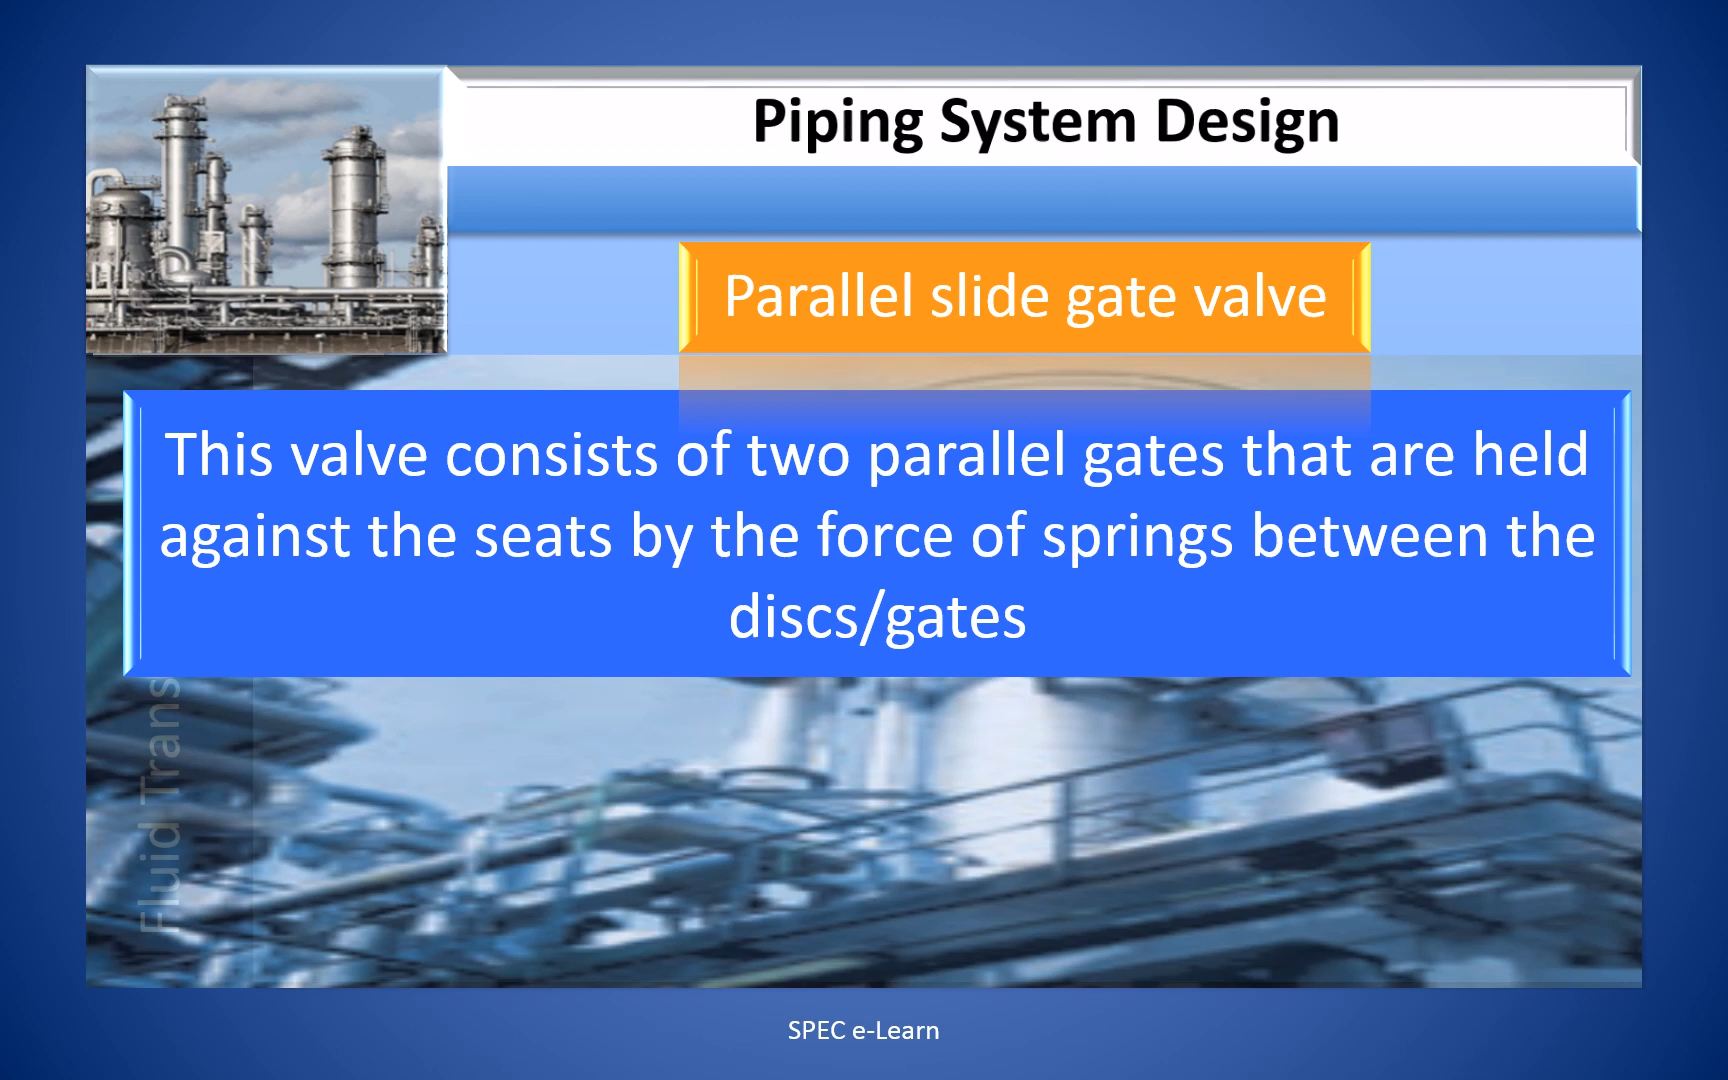 Piping System Design
Parallel slide gate valve
This valve consists of two parallel gates that are held
against the seats by the force of springs between the
discs/gates
Fluid Trans
SPEC e-Learn